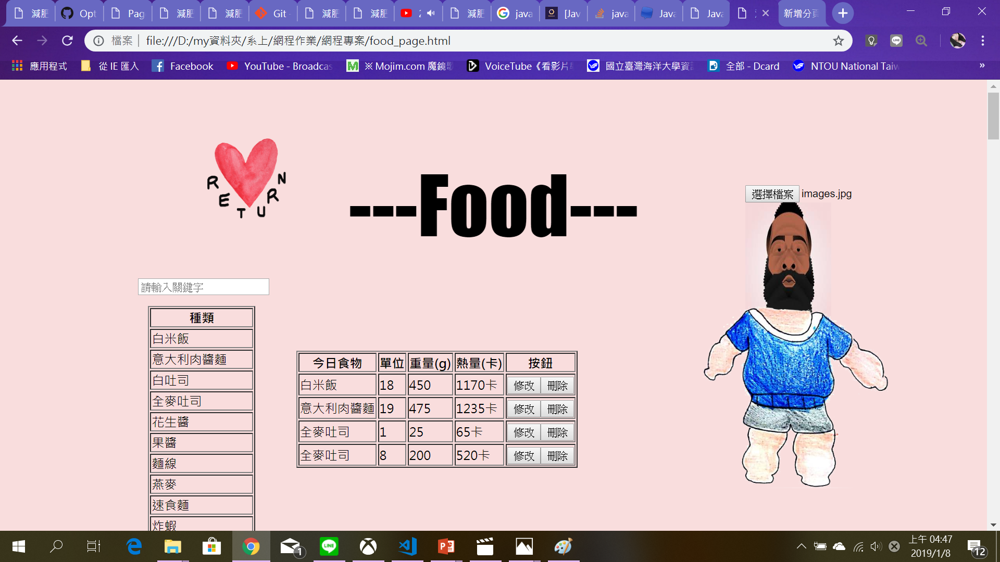 減肥
Opt
Pag
減肥
減肥
Git -
減肥
減肥
減肥
java
[Jav
java
Java
Java
新增分頁
檔案 file:///D:/my資料夾/系上/網程作業/網程專案/food_page.html
應用程式
從 IE 匯入
Facebook
YouTube - Broadcas
※ Mojim.com 魔鏡歌
VoiceTube《看影片學
國立臺灣海洋大學資訊
全部 - Dcard
NTOU National Taiw
»
RETURN
---Food---
選擇檔案 images.jpg
請輸入關鍵字
種類
白米飯
意大利肉醬麵
白吐司
全麥吐司
花生醬
果醬
麵線
燕麥
速食麵
炸蝦
今日食物 單位 重量(g) 熱量(卡) 按鈕
白米飯 18 450 1170卡 修改 刪除
意大利肉醬麵 19 475 1235卡 修改 刪除
全麥吐司 1 25 65卡 修改 刪除
全麥吐司 8 200 520卡 修改 刪除
1
LINE
上午 04:47
2019/1/8
12